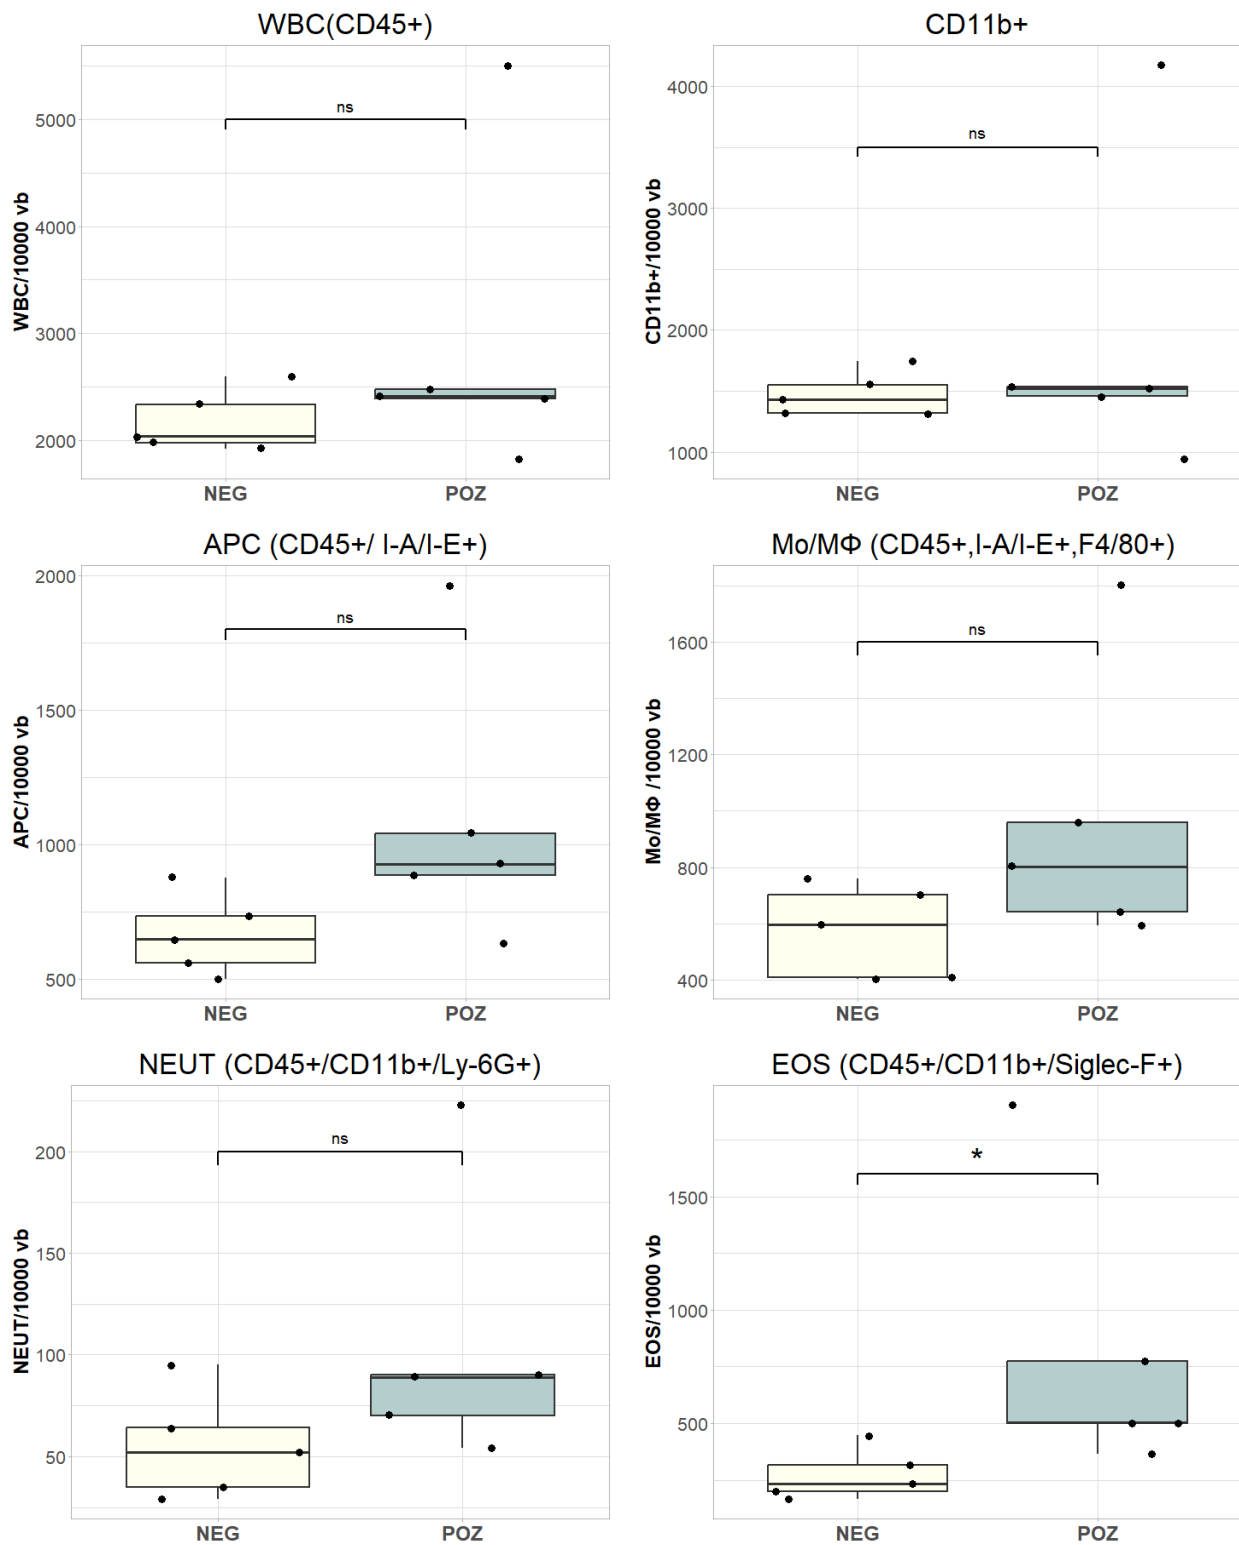 WBC(CD45+)
WBC/10000 vb
5000
4000
3000
2000
ns
NEG
POZ
CD11b+
CD11b+/10000 vb
4000
3000
2000
1000
ns
NEG
POZ
APC (CD45+/ I-A/I-E+)
APC/10000 vb
2000
1500
1000
500
ns
NEG
POZ
Mo/MΦ (CD45+,I-A/I-E+,F4/80+)
Mo/MΦ /10000 vb
1600
1200
800
400
ns
NEG
POZ
NEUT (CD45+/CD11b+/Ly-6G+)
NEUT/10000 vb
200
150
100
50
ns
NEG
POZ
EOS (CD45+/CD11b+/Siglec-F+)
EOS/10000 vb
1500
1000
500
*
NEG
POZ